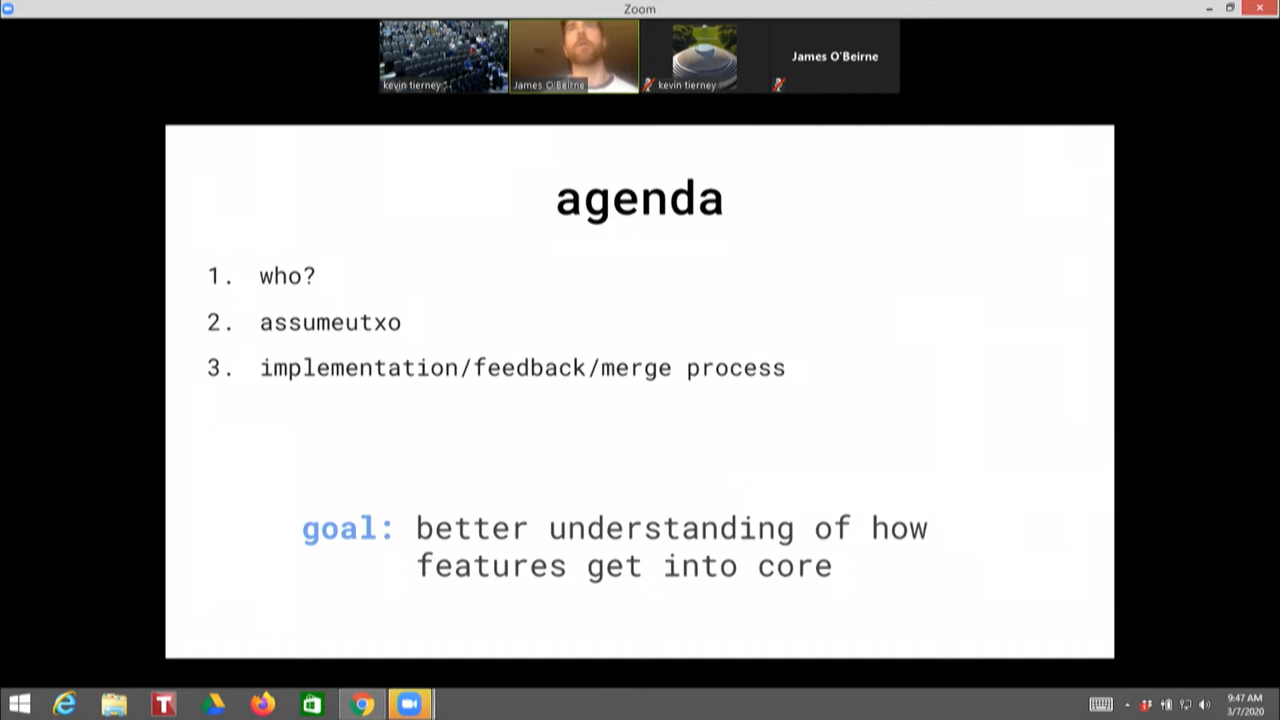 Zoom
kevin tierney
James O'Beirne
kevin tierney
James O'Beirne
agenda
1. who?
2. assumeutxo
3. implementation/feedback/merge process
goal: better understanding of how
features get into core
9:47 AM
3/7/2020